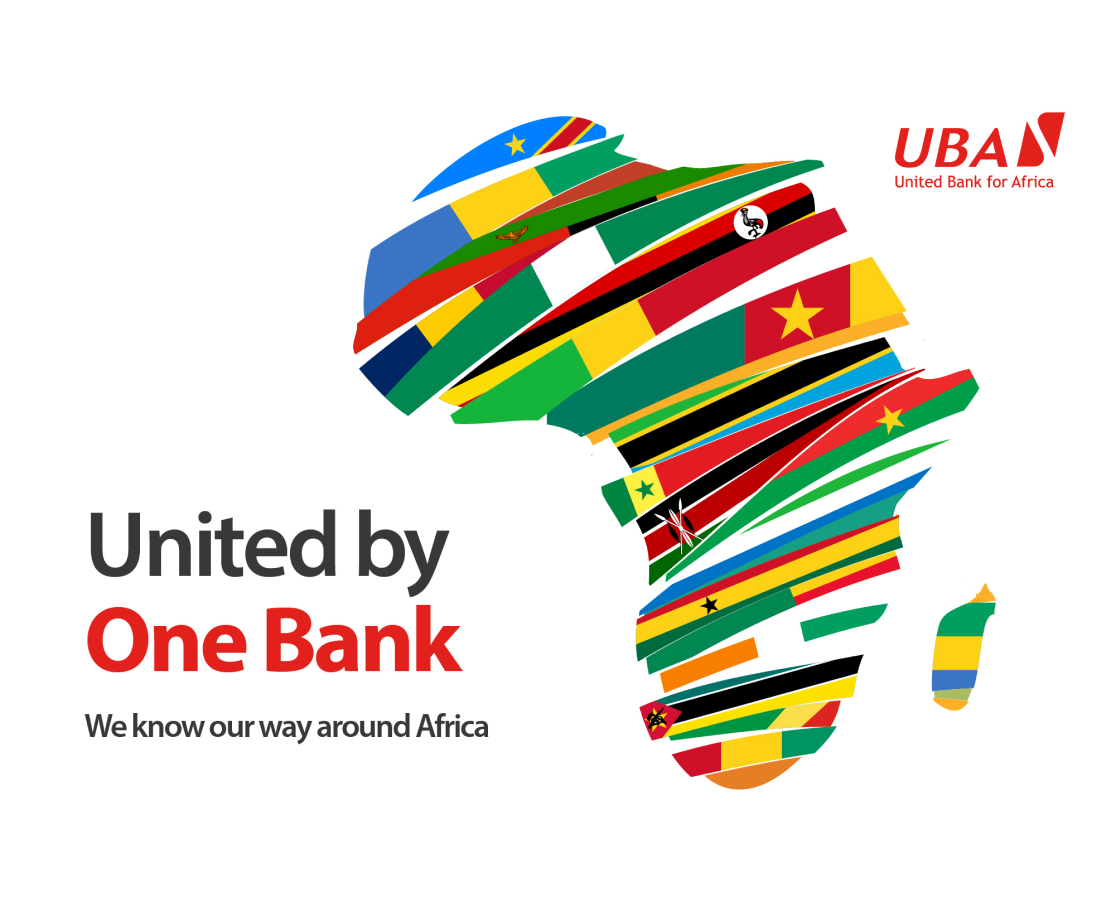 UBA
United Bank for Africa
United by
One Bank
We know our way around Africa